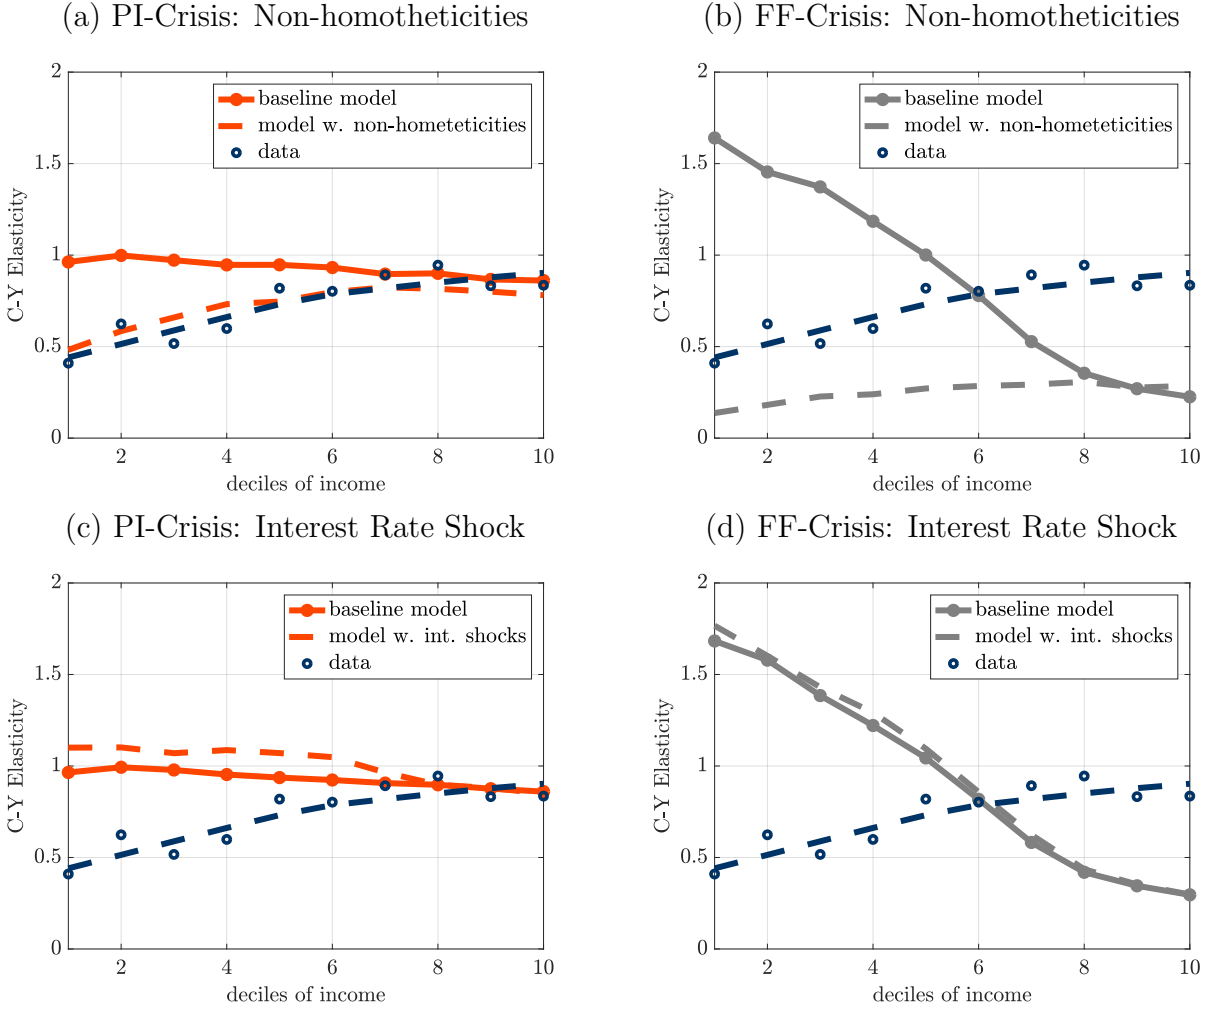 (a) PI-Crisis: Non-homotheticities
2
1.5
1
0.5
0
C-Y Elasticity
baseline model
model w. non-hometeticities
data
2
4
6
8
10
deciles of income
(b) FF-Crisis: Non-homotheticities
2
1.5
1
0.5
0
C-Y Elasticity
baseline model
model w. non-hometeticities
data
2
4
6
8
10
deciles of income
(c) PI-Crisis: Interest Rate Shock
2
1.5
1
0.5
0
C-Y Elasticity
baseline model
model w. int. shocks
data
2
4
6
8
10
deciles of income
(d) FF-Crisis: Interest Rate Shock
2
1.5
1
0.5
0
C-Y Elasticity
baseline model
model w. int. shocks
data
2
4
6
8
10
deciles of income